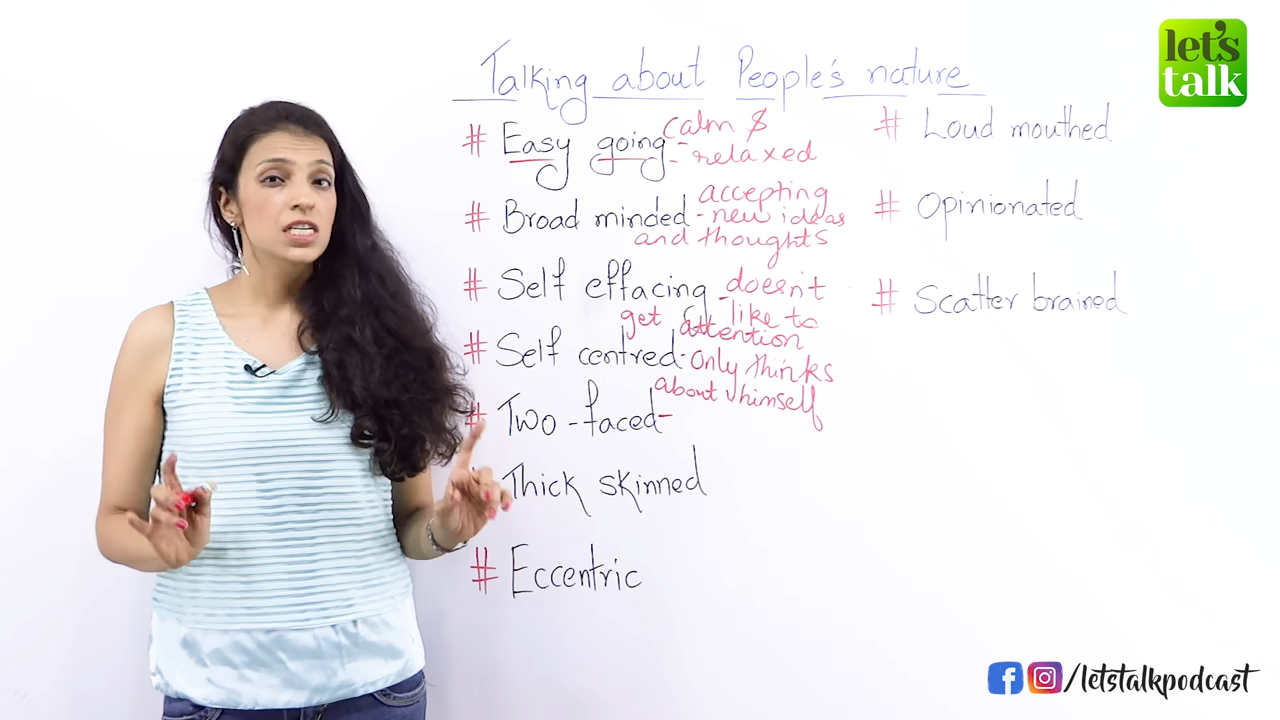 Talking about People's nature
# Easy going - calm &
- relaxed
# Broad minded - accepting
new ideas
and thoughts
# Self effacing - doesn't
like to
get attention
# Self centred - only thinks
about himself
# Two-faced -
Thick skinned
# Eccentric
# Loud mouthed
# Opinionated
# Scatter brained
let's
talk
/letstalkpodcast